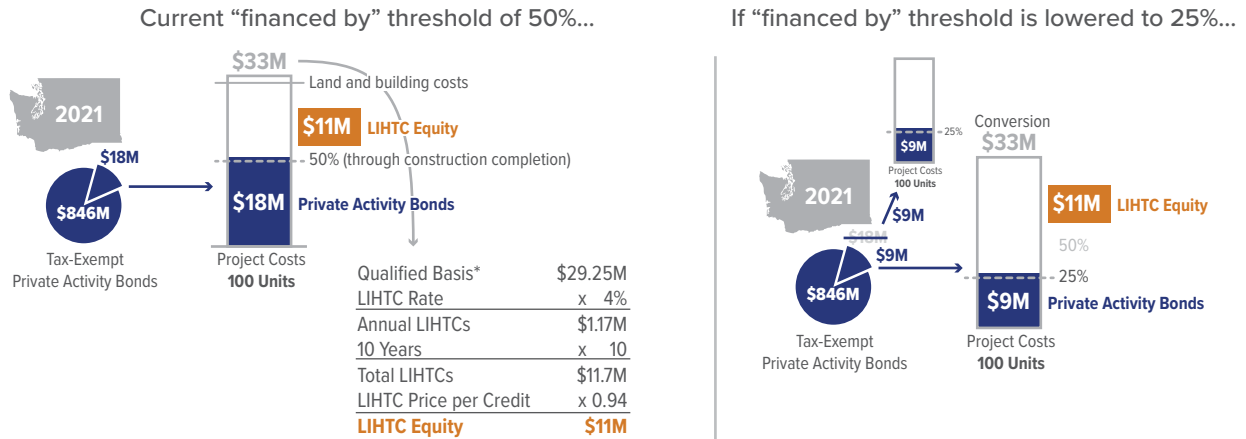 Current “financed by” threshold of 50%...
$33M
Land and building costs
2021
$11M LIHTC Equity
$18M
50% (through construction completion)
$846M
$18M Private Activity Bonds
Tax-Exempt
Private Activity Bonds
Project Costs
100 Units
Qualified Basis* $29.25M
LIHTC Rate x 4%
Annual LIHTCs $1.17M
10 Years x 10
Total LIHTCs $11.7M
LIHTC Price per Credit x 0.94
LIHTC Equity $11M
If “financed by” threshold is lowered to 25%...
25%
$9M
Project Costs
100 Units
Conversion
$33M
2021
$9M
$18M
$9M
$11M LIHTC Equity
50%
25%
$846M
$9M Private Activity Bonds
Tax-Exempt
Private Activity Bonds
Project Costs
100 Units